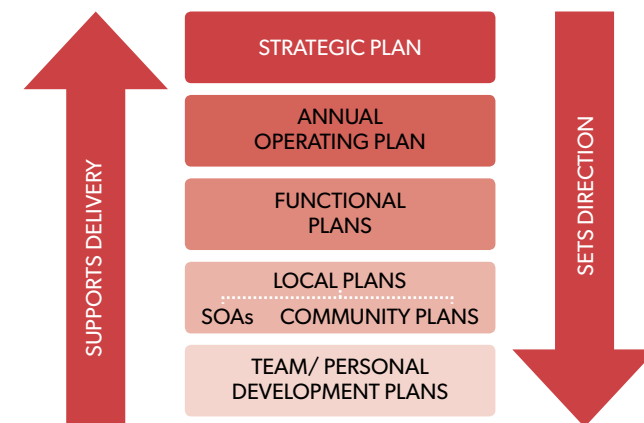 STRATEGIC PLAN
ANNUAL
OPERATING PLAN
FUNCTIONAL
PLANS
LOCAL PLANS
SOAs COMMUNITY PLANS
TEAM/ PERSONAL
DEVELOPMENT PLANS
SUPPORTS DELIVERY
SETS DIRECTION